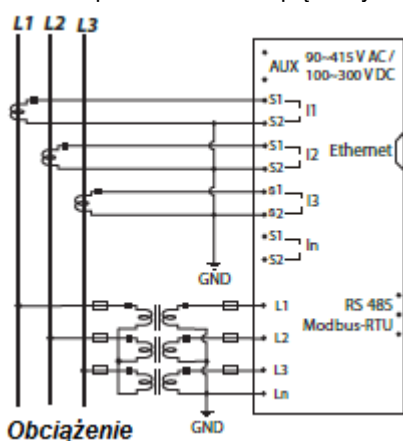 L1 L2 L3
AUX 90~415 V AC /
100~300 V DC
S1
S2
I1
S1
S2
I2
Ethernet
s1
s2
I3
S1
S2
In
GND
L1
L2
L3
Ln
RS 485
Modbus-RTU
GND
Obciążenie